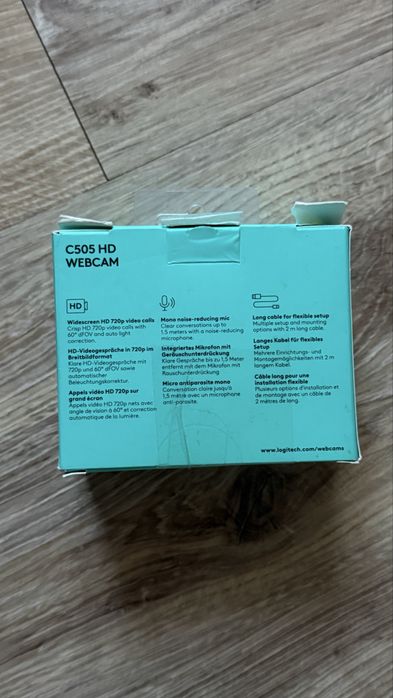 C505 HD
WEBCAM
HD
Widescreen HD 720p video calls
Crisp HD 720p video calls with
60° dFOV and auto light
correction.
HD-Videogespräche in 720p im
Breitbildformat
Klare HD-Videogespräche mit
720p und 60° dFOV sowie
automatischer
Beleuchtungskorrektur.
Appels vidéo HD 720p sur
grand écran
Appels vidéo HD 720p nets avec
angle de vision à 60° et correction
automatique de la lumière.
Mono noise-reducing mic
Clear conversations up to
1.5 meters with a noise-reducing
microphone.
Integriertes Mikrofon mit
Geräuschunterdrückung
Klare Gespräche bis zu 1,5 Meter
entfernt mit dem Mikrofon mit
Rauschunterdrückung
Micro antiparasite mono
Conversation claire jusqu'à
1,5 mètre avec un microphone
anti-parasite.
Long cable for flexible setup
Multiple setup and mounting
options with 2 m long cable.
Langes Kabel für flexibles
Setup
Mehrere Einrichtungs- und
Montagemöglichkeiten mit 2 m
langem Kabel.
Câble long pour une
installation flexible
Plusieurs options d'installation et
de montage avec un câble de
2 mètres de long.
www.logitech.com/webcams